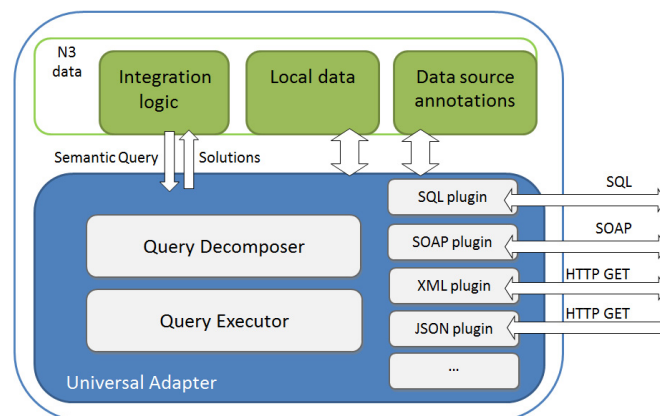 N3
data
Integration
logic
Local data
Data source
annotations
Semantic Query
Solutions
SQL plugin
SQL
SOAP plugin
SOAP
Query Decomposer
XML plugin
HTTP GET
Query Executor
JSON plugin
HTTP GET
...
Universal Adapter